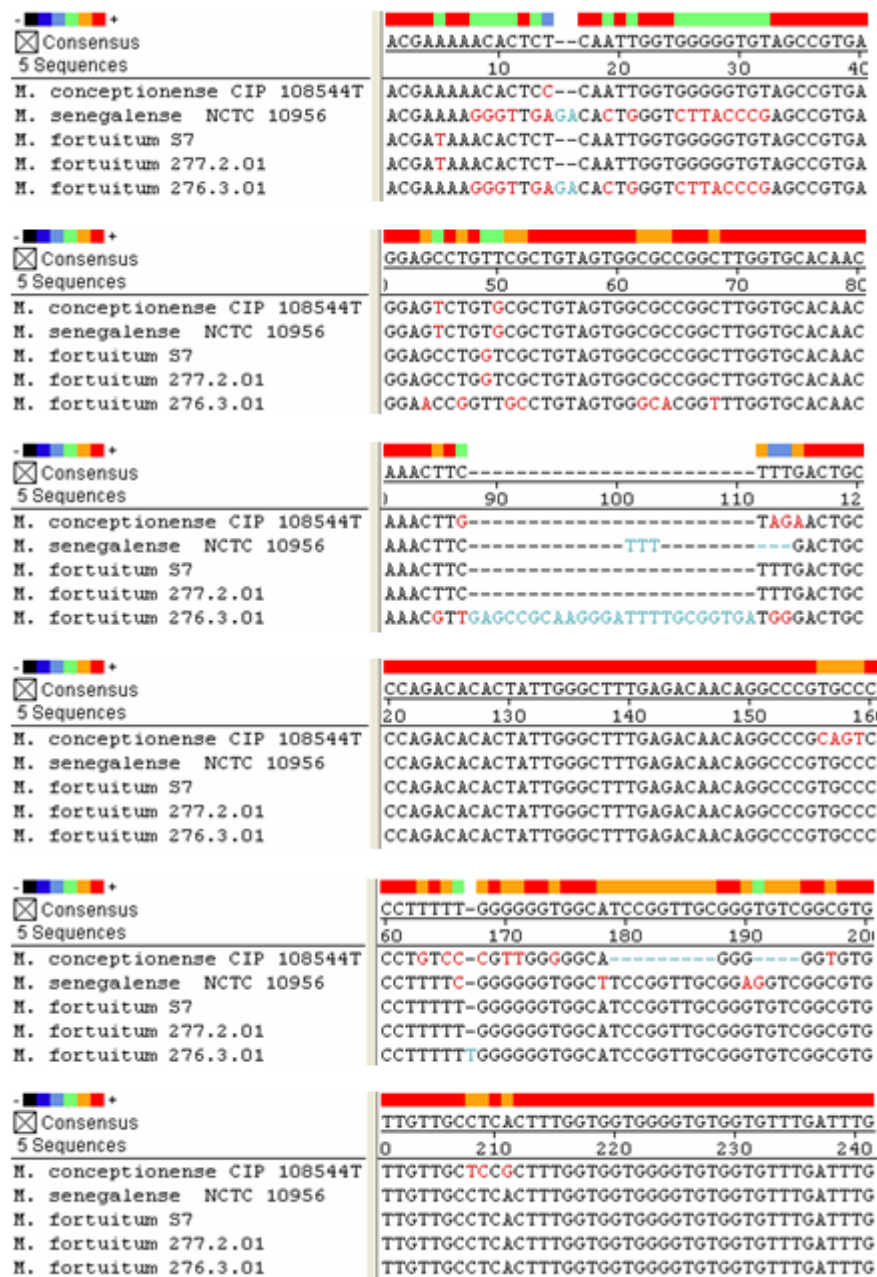 - +
Consensus ACGAAAAACACTCT--CAATTGGTGGGGGTGTAGCCGTGA
5 Sequences 10 20 30 40
M. conceptionense CIP 108544T ACGAAAAACACTCC--CAATTGGTGGGGGTGTAGCCGTGA
M. senegalense NCTC 10956 ACGAAAAGGGTTGAGACACTGGGTCTTACCCGAGCCGTGA
M. fortuitum S7 ACGATAAACACTCT--CAATTGGTGGGGGTGTAGCCGTGA
M. fortuitum 277.2.01 ACGATAAACACTCT--CAATTGGTGGGGGTGTAGCCGTGA
M. fortuitum 276.3.01 ACGAAAAGGGTTGAGACACTGGGTCTTACCCGAGCCGTGA
- +
Consensus GGAGCCTGTTCGCTGTAGTGGCGCCGGCTTGGTGCACAAC
5 Sequences 0 50 60 70 80
M. conceptionense CIP 108544T GGAGTCTGTGCGCTGTAGTGGCGCCGGCTTGGTGCACAAC
M. senegalense NCTC 10956 GGAGTCTGTGCGCTGTAGTGGCGCCGGCTTGGTGCACAAC
M. fortuitum S7 GGAGCCTGGTCGCTGTAGTGGCGCCGGCTTGGTGCACAAC
M. fortuitum 277.2.01 GGAGCCTGGTCGCTGTAGTGGCGCCGGCTTGGTGCACAAC
M. fortuitum 276.3.01 GGAACCGGTTGCCTGTAGTGGGCACGGTTTGGTGCACAAC
- +
Consensus AAACTTC------------------------TTTGACTGC
5 Sequences 90 100 110 12
M. conceptionense CIP 108544T AAACTTG------------------------TAGAACTGC
M. senegalense NCTC 10956 AAACTTC-------------TTT-----------GACTGC
M. fortuitum S7 AAACTTC------------------------TTTGACTGC
M. fortuitum 277.2.01 AAACTTC------------------------TTTGACTGC
M. fortuitum 276.3.01 AAACGTTGAGCCGCAAGGGATTTTGCGGTGATGGGACTGC
- +
Consensus CCAGACACACTATTGGGCTTTGAGACAACAGGCCCGTGCCC
5 Sequences 20 130 140 150 160
M. conceptionense CIP 108544T CCAGACACACTATTGGGCTTTGAGACAACAGGCCCGCAGTC
M. senegalense NCTC 10956 CCAGACACACTATTGGGCTTTGAGACAACAGGCCCGTGCCC
M. fortuitum S7 CCAGACACACTATTGGGCTTTGAGACAACAGGCCCGTGCCC
M. fortuitum 277.2.01 CCAGACACACTATTGGGCTTTGAGACAACAGGCCCGTGCCC
M. fortuitum 276.3.01 CCAGACACACTATTGGGCTTTGAGACAACAGGCCCGTGCCC
- +
Consensus CCTTTTT-GGGGGGTGGCATCCGGTTGCGGGTGTCGGCGTG
5 Sequences 60 170 180 190 200
M. conceptionense CIP 108544T CCTGTCC-CGTTGGGGGCA---------GGG----GGTGTG
M. senegalense NCTC 10956 CCTTTTC-GGGGGGTGGCTTCCGGTTGCGGAGGTCGGCGTG
M. fortuitum S7 CCTTTTT-GGGGGGTGGCATCCGGTTGCGGGTGTCGGCGTG
M. fortuitum 277.2.01 CCTTTTT-GGGGGGTGGCATCCGGTTGCGGGTGTCGGCGTG
M. fortuitum 276.3.01 CCTTTTTTGGGGGGTGGCATCCGGTTGCGGGTGTCGGCGTG
- +
Consensus TTGTTGCCTCACTTTGGTGGTGGGGTGTGGTGTTTGATTTG
5 Sequences 0 210 220 230 240
M. conceptionense CIP 108544T TTGTTGCTCCGCTTTGGTGGTGGGGTGTGGTGTTTGATTTG
M. senegalense NCTC 10956 TTGTTGCCTCACTTTGGTGGTGGGGTGTGGTGTTTGATTTG
M. fortuitum S7 TTGTTGCCTCACTTTGGTGGTGGGGTGTGGTGTTTGATTTG
M. fortuitum 277.2.01 TTGTTGCCTCACTTTGGTGGTGGGGTGTGGTGTTTGATTTG
M. fortuitum 276.3.01 TTGTTGCCTCACTTTGGTGGTGGGGTGTGGTGTTTGATTTG